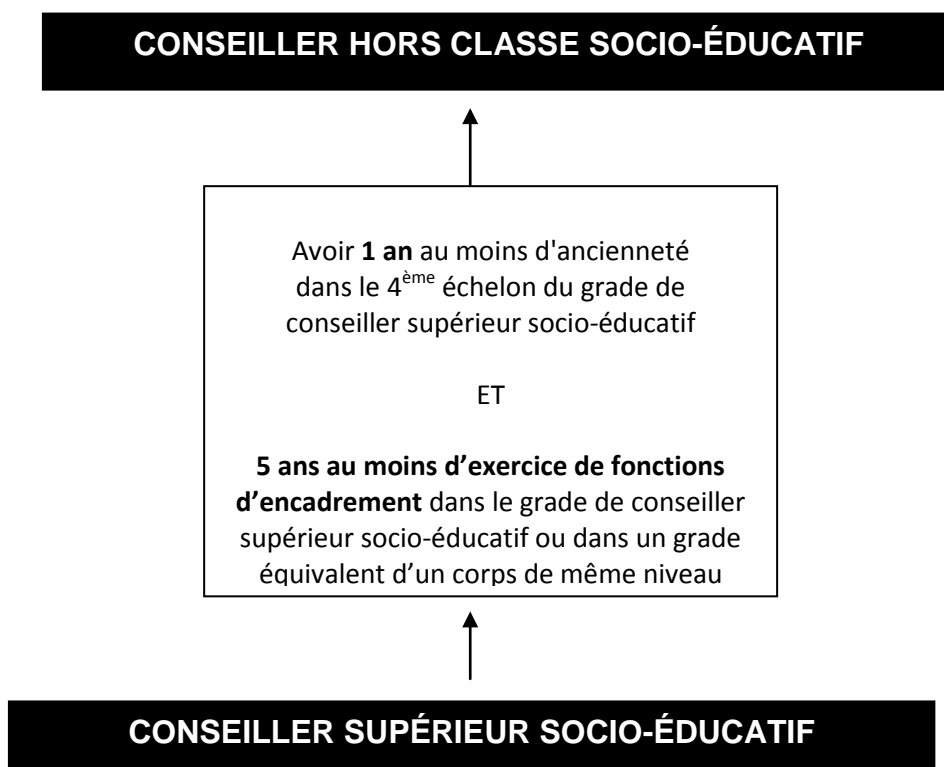 CONSEILLER HORS CLASSE SOCIO-ÉDUCATIF
Avoir 1 an au moins d'ancienneté
dans le 4ème échelon du grade de
conseiller supérieur socio-éducatif
ET
5 ans au moins d’exercice de fonctions
d’encadrement dans le grade de conseiller
supérieur socio-éducatif ou dans un grade
équivalent d’un corps de même niveau
CONSEILLER SUPÉRIEUR SOCIO-ÉDUCATIF